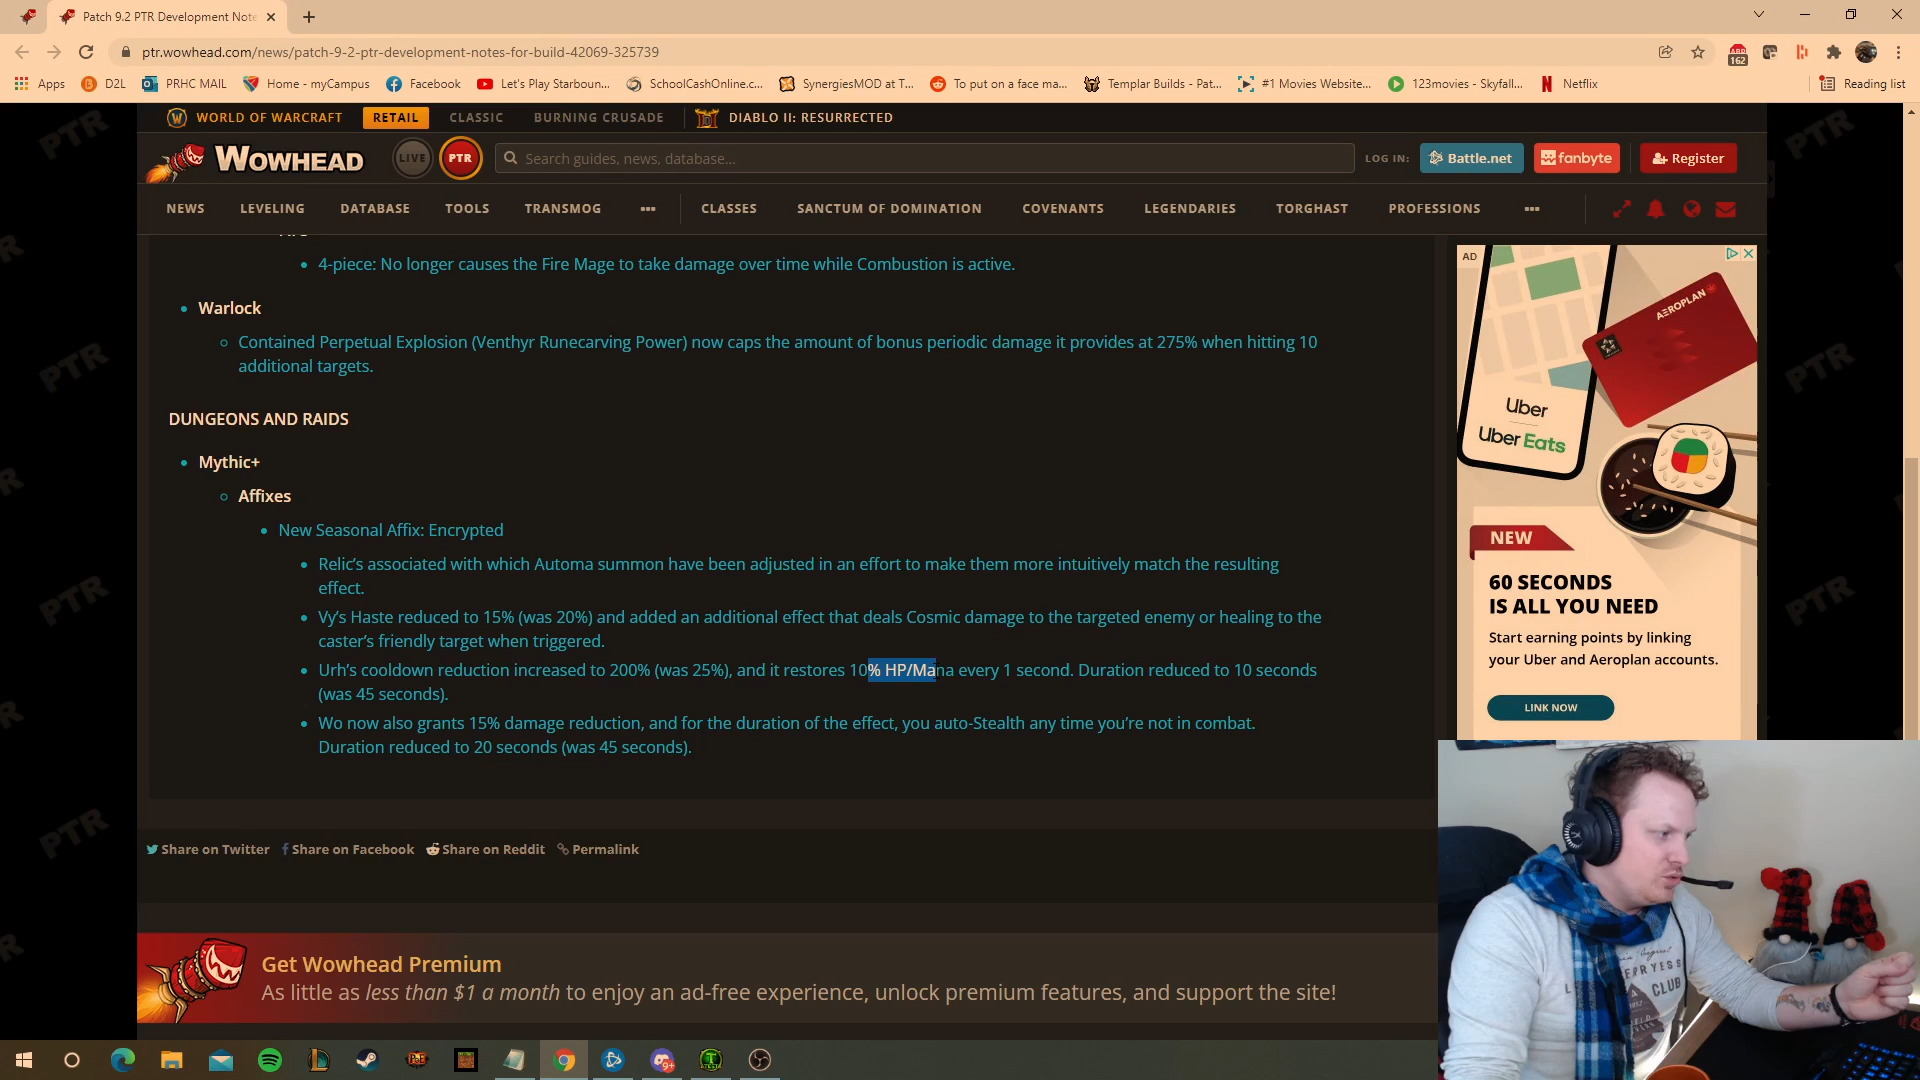 Patch 9.2 PTR Development Note
ptr.wowhead.com/news/patch-9-2-ptr-development-notes-for-build-42069-325739
162
Apps D2L PRHC MAIL Home - myCampus Facebook Let's Play Starboun... SchoolCashOnline.c... SynergiesMOD at T... To put on a face ma... Templar Builds - Pat... #1 Movies Website... 123movies - Skyfall... Netflix Reading list
WORLD OF WARCRAFT RETAIL CLASSIC BURNING CRUSADE DIABLO II: RESURRECTED
WOWHEAD LIVE PTR Search guides, news, database... LOG IN: Battle.net fanbyte Register
NEWS LEVELING DATABASE TOOLS TRANSMOG ••• CLASSES SANCTUM OF DOMINATION COVENANTS LEGENDARIES TORGHAST PROFESSIONS •••
4-piece: No longer causes the Fire Mage to take damage over time while Combustion is active.
Warlock
Contained Perpetual Explosion (Venthyr Runecarving Power) now caps the amount of bonus periodic damage it provides at 275% when hitting 10
additional targets.
DUNGEONS AND RAIDS
Mythic+
Affixes
New Seasonal Affix: Encrypted
Relic's associated with which Automa summon have been adjusted in an effort to make them more intuitively match the resulting
effect.
Vy's Haste reduced to 15% (was 20%) and added an additional effect that deals Cosmic damage to the targeted enemy or healing to the
caster's friendly target when triggered.
Urh's cooldown reduction increased to 200% (was 25%), and it restores 10% HP/Mana every 1 second. Duration reduced to 10 seconds
(was 45 seconds).
Wo now also grants 15% damage reduction, and for the duration of the effect, you auto-Stealth any time you're not in combat.
Duration reduced to 20 seconds (was 45 seconds).
Share on Twitter Share on Facebook Share on Reddit Permalink
Get Wowhead Premium
As little as less than $1 a month to enjoy an ad-free experience, unlock premium features, and support the site!
AD
AEROPLAN
Uber
Uber Eats
NEW
60 SECONDS
IS ALL YOU NEED
Start earning points by linking
your Uber and Aeroplan accounts.
LINK NOW
PTR
PTR
PTR
PTR
PTR
PTR
9+
CLUB